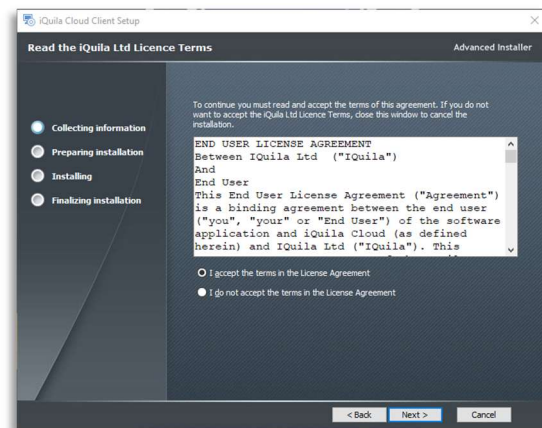 iQuila Cloud Client Setup
Read the iQuila Ltd Licence Terms
Advanced Installer
Collecting information
Preparing installation
Installing
Finalizing installation
To continue you must read and accept the terms of this agreement. If you do not
want to accept the iQuila Ltd Licence Terms, close this window to cancel the
installation.
END USER LICENSE AGREEMENT
Between IQuila Ltd ("IQuila")
And
End User
This End User License Agreement ("Agreement")
is a binding agreement between the end user
("you", "your" or "End User") of the software
application and iQuila Cloud (as defined
herein) and IQuila Ltd ("IQuila"). This
I accept the terms in the License Agreement
I do not accept the terms in the License Agreement
< Back
Next >
Cancel